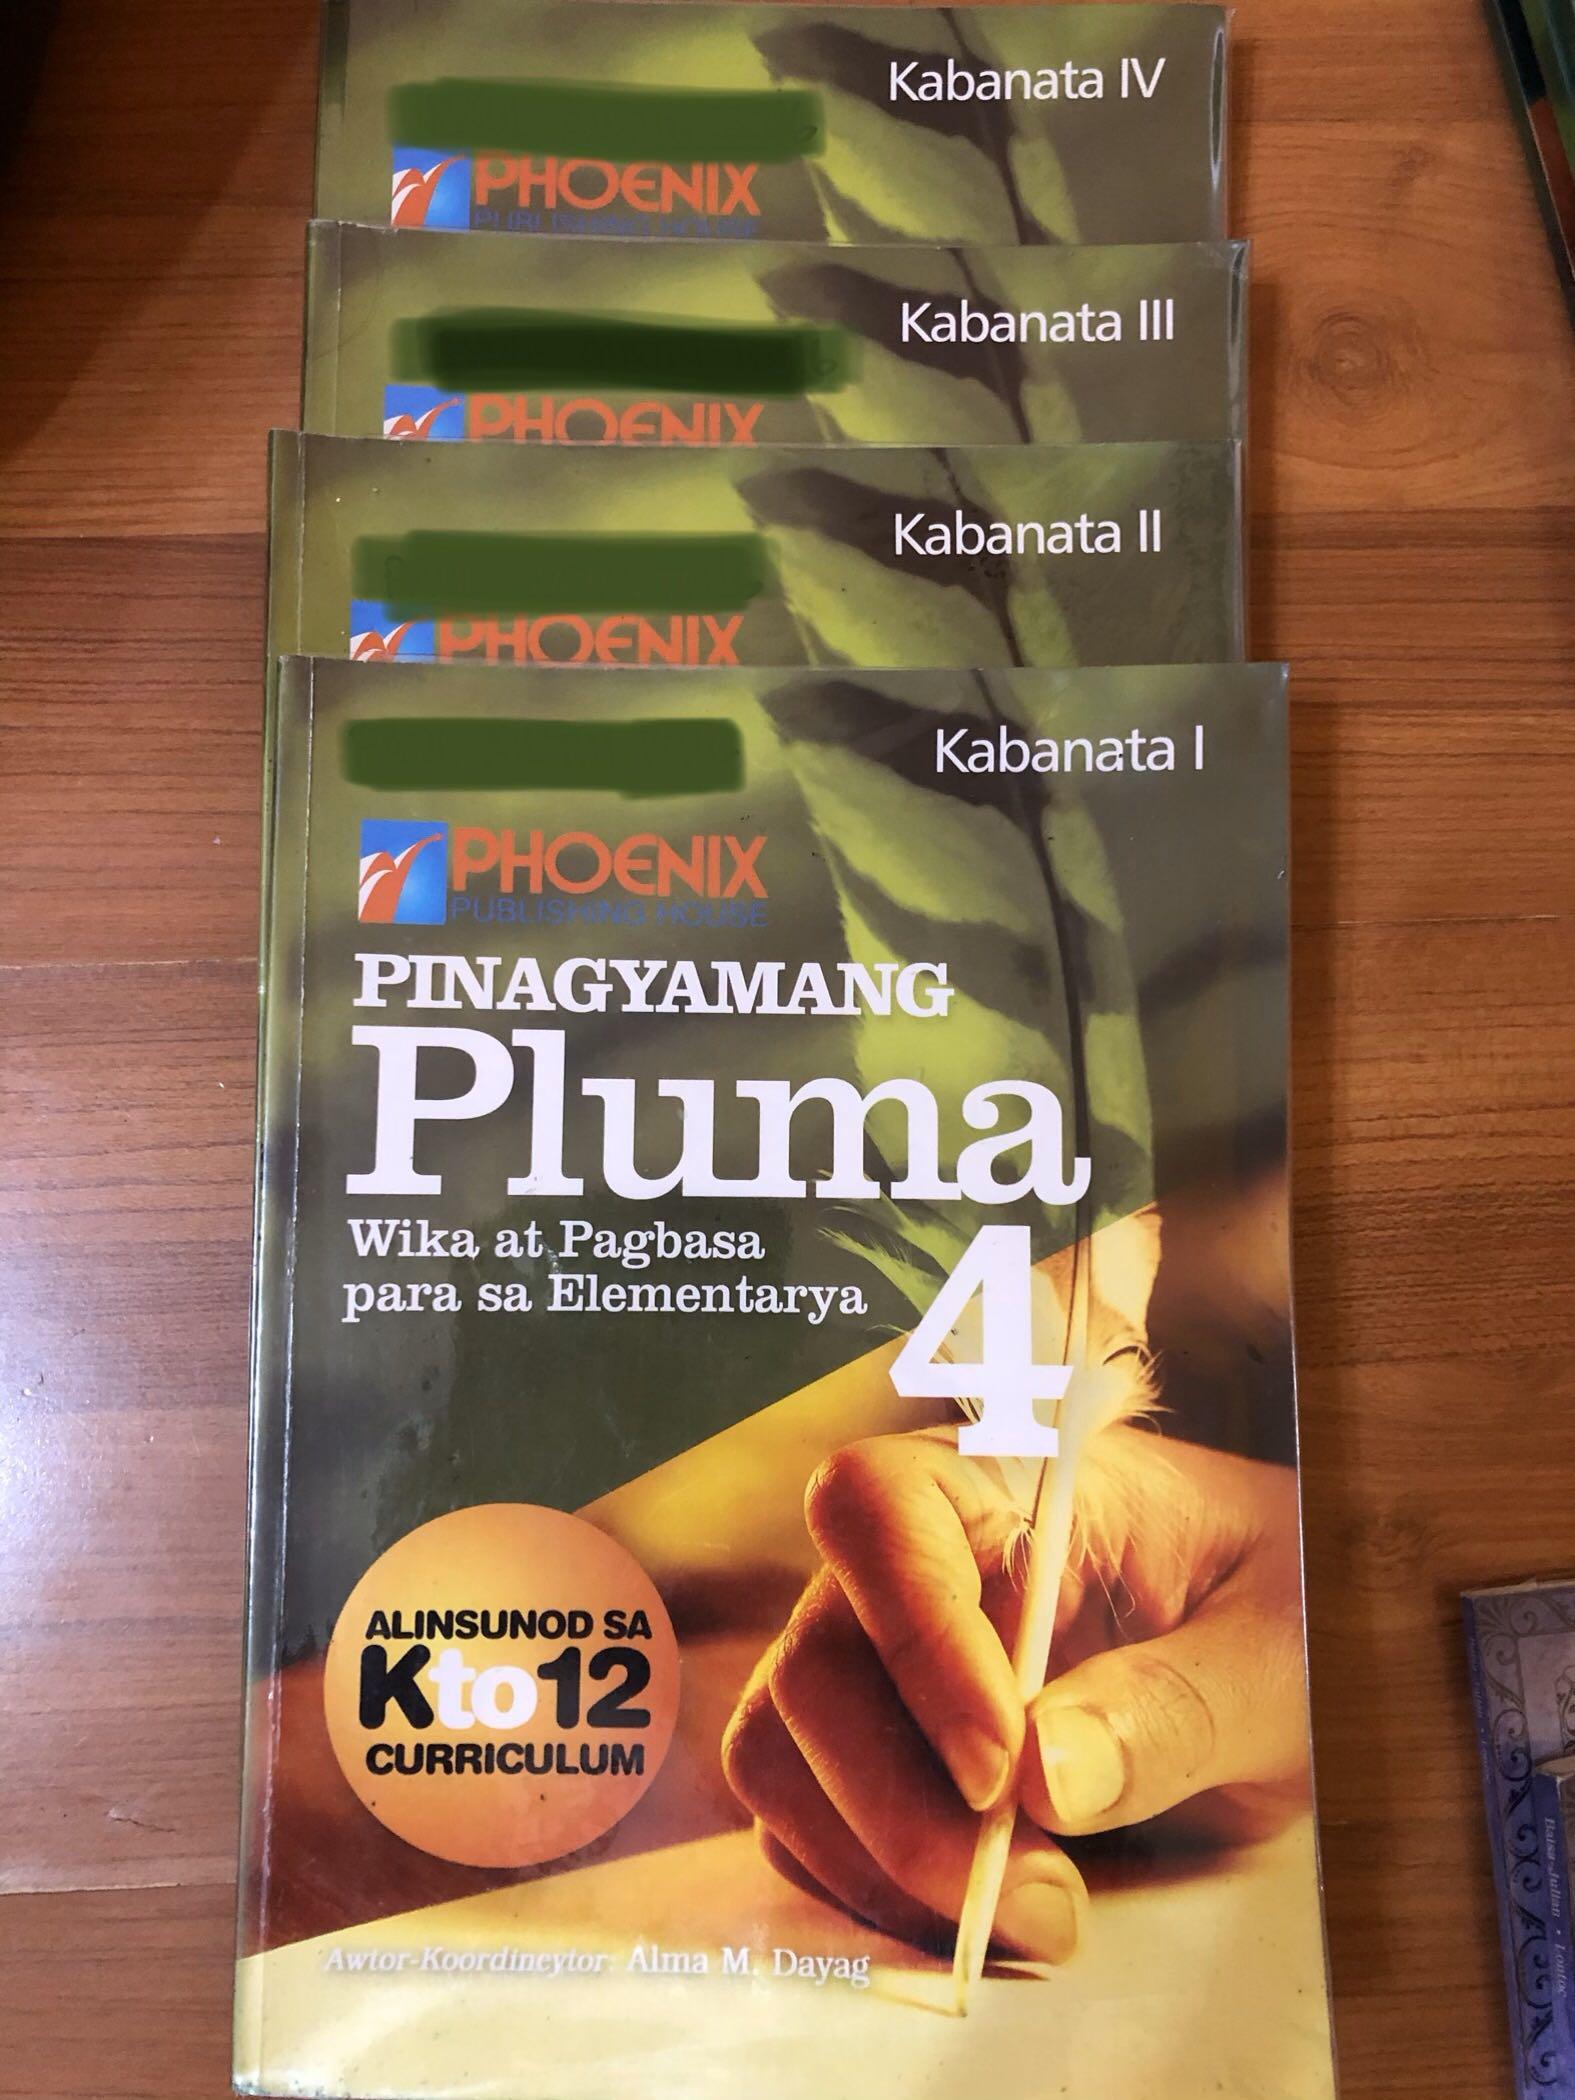 Kabanata IV
PHOENIX
PUBLISHING HOUSE
Kabanata III
PHOENIX
Kabanata II
PHOENIX
Kabanata I
PHOENIX
PUBLISHING HOUSE
PINAGYAMANG
Pluma
4
Wika at Pagbasa
para sa Elementarya
ALINSUNOD SA
Kto12
CURRICULUM
Awtor-Koordineytor: Alma M. Dayag